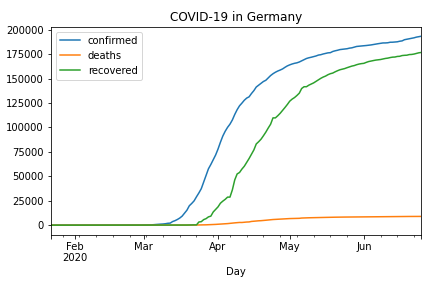 COVID-19 in Germany
200000
175000
150000
125000
100000
75000
50000
25000
0
confirmed
deaths
recovered
Feb
2020
Mar
Apr
May
Jun
Day